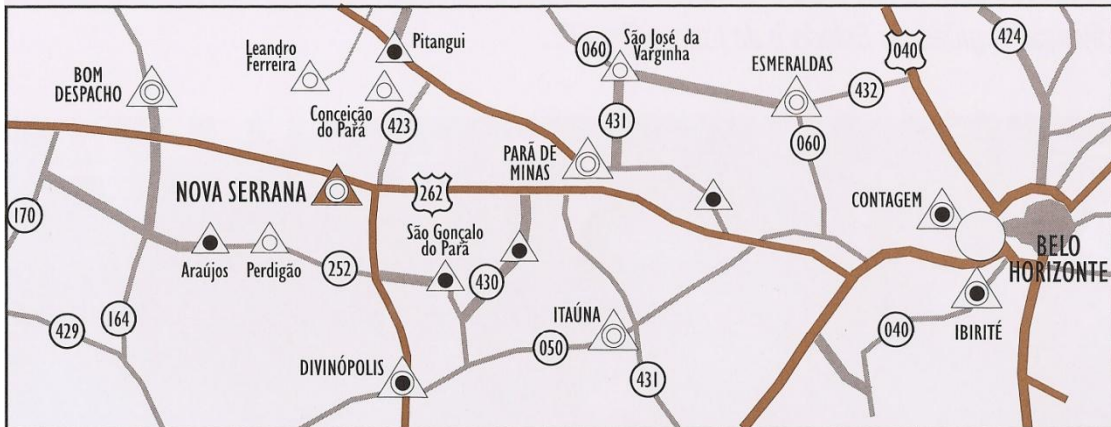 060
São José da
Varginha
040
424
Leandro
Ferreira
Pitangui
BOM
DESPACHO
ESMERALDAS
432
Conceição
do Pará
423
431
060
PARÃ DE
MINAS
NOVA SERRANA
262
CONTAGEM
170
São Gonçalo
do Parã
BELO
HORIZONTE
Araújos
Perdigão
252
430
164
429
ITAÚNA
040
IBIRITÉ
050
DIVINÓPOLIS
431